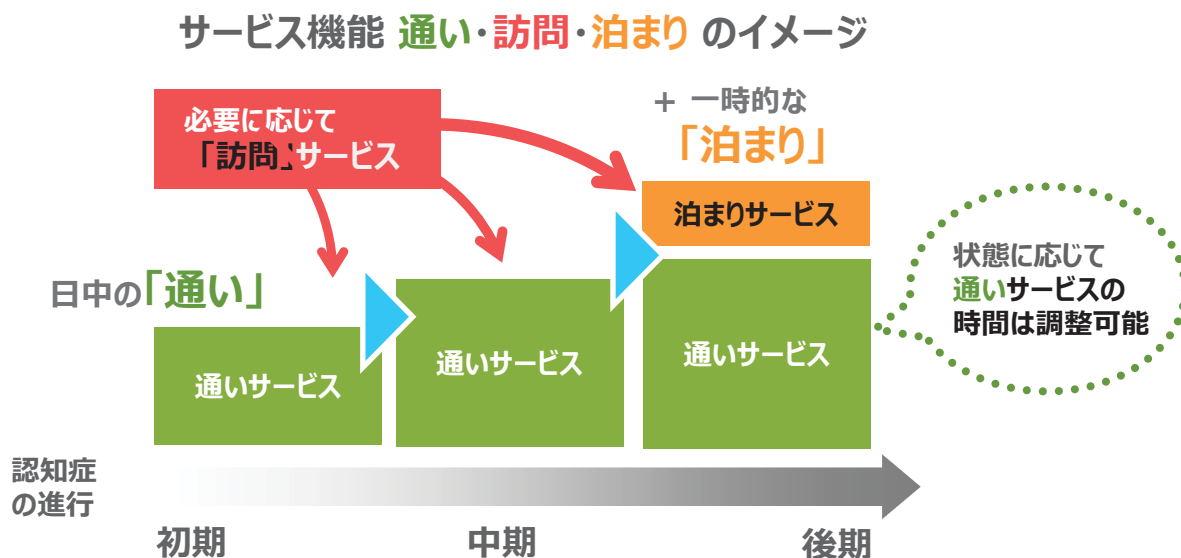 サービス機能 通い・訪問・泊まり のイメージ
必要に応じて
「訪問」サービス
+ 一時的な
「泊まり」
泊まりサービス
日中の「通い」
通いサービス
通いサービス
通いサービス
状態に応じて
通いサービスの
時間は調整可能
認知症
の進行
初期
中期
後期